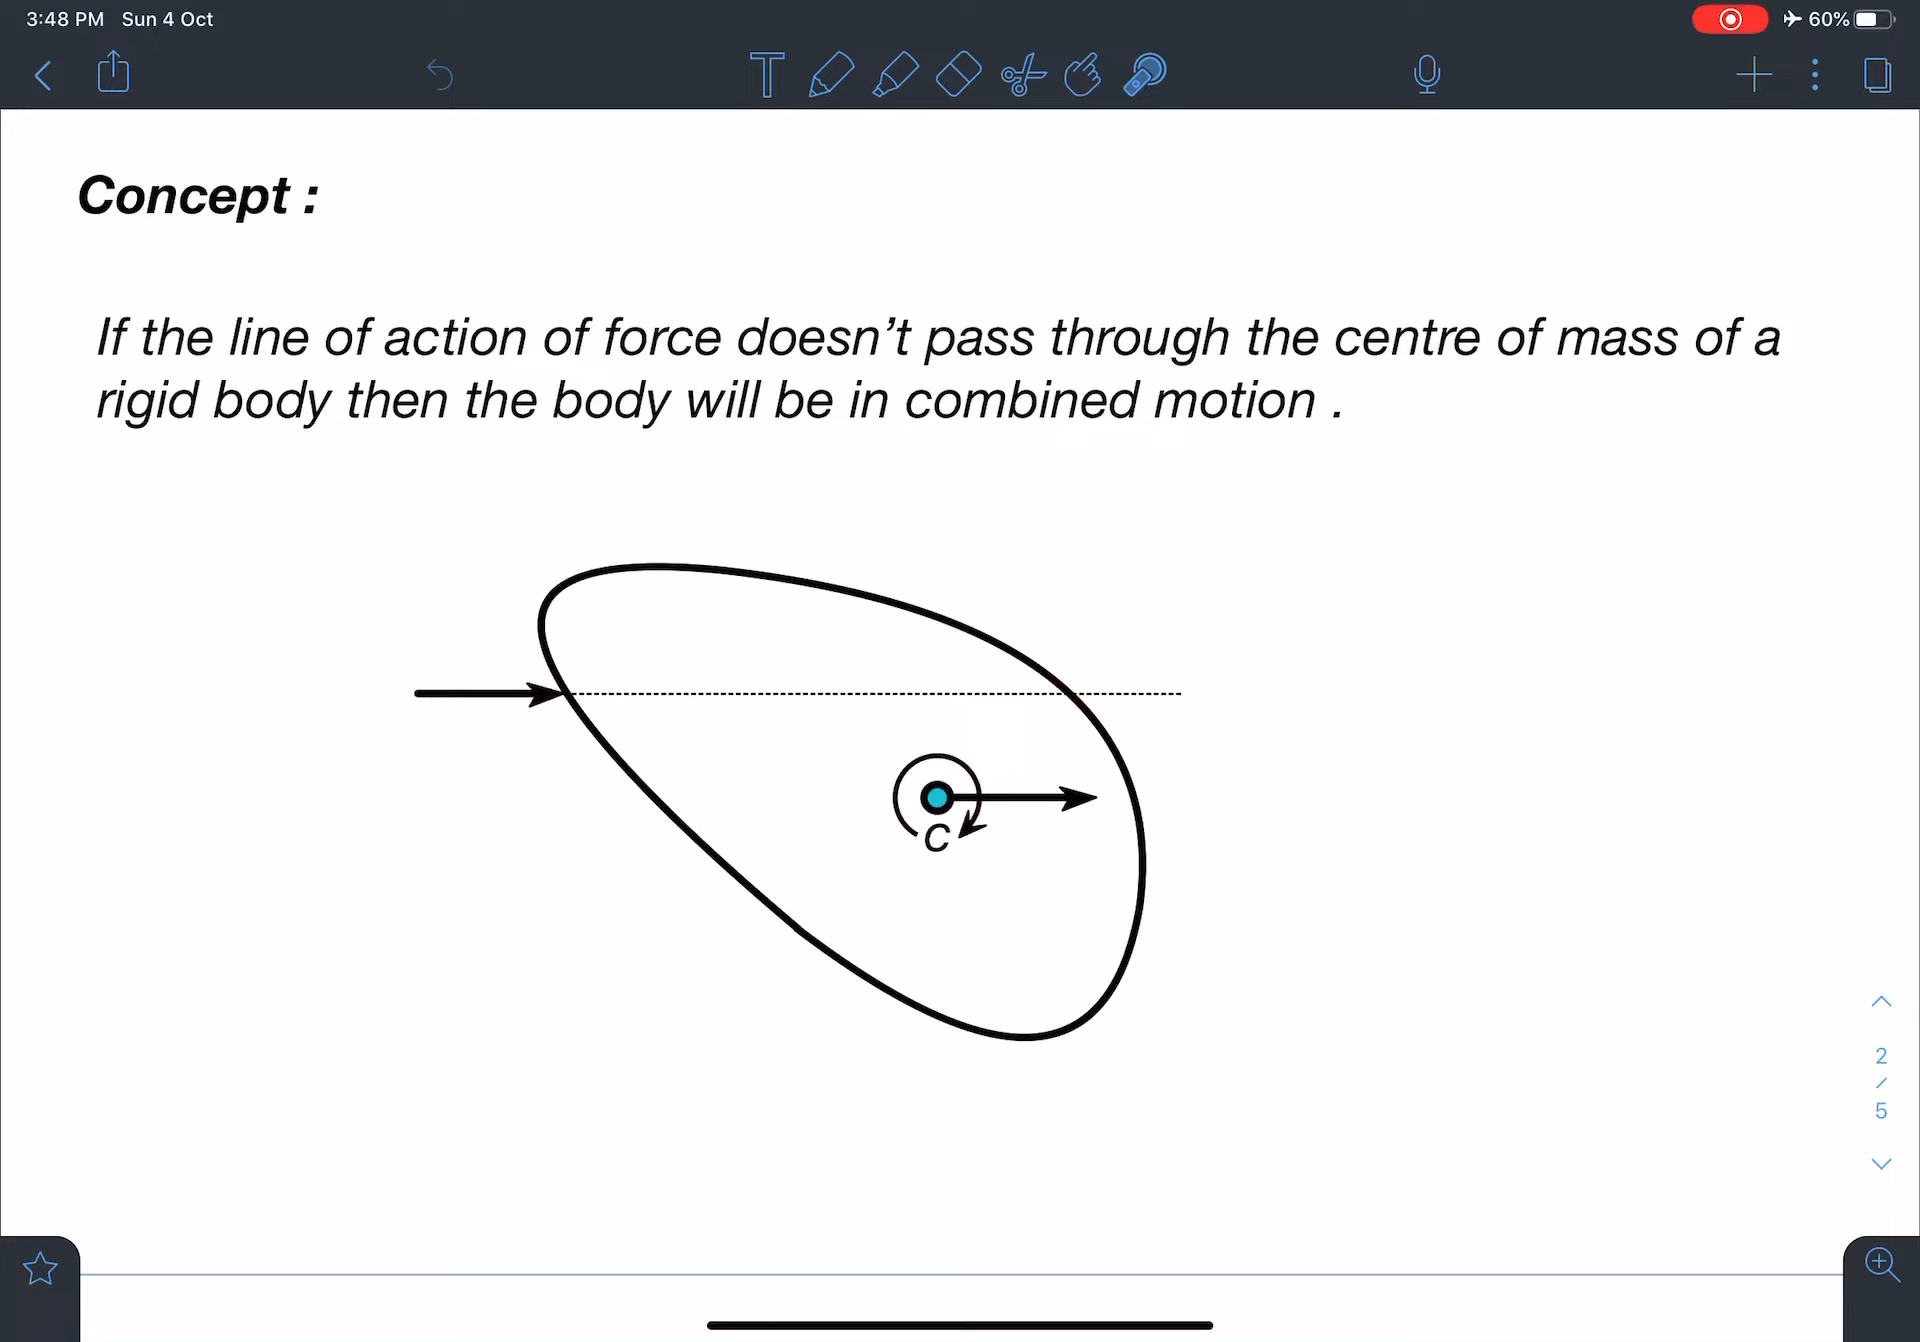 3:48 PM Sun 4 Oct
60%
Concept :
If the line of action of force doesn’t pass through the centre of mass of a
rigid body then the body will be in combined motion .
C
2
/
5